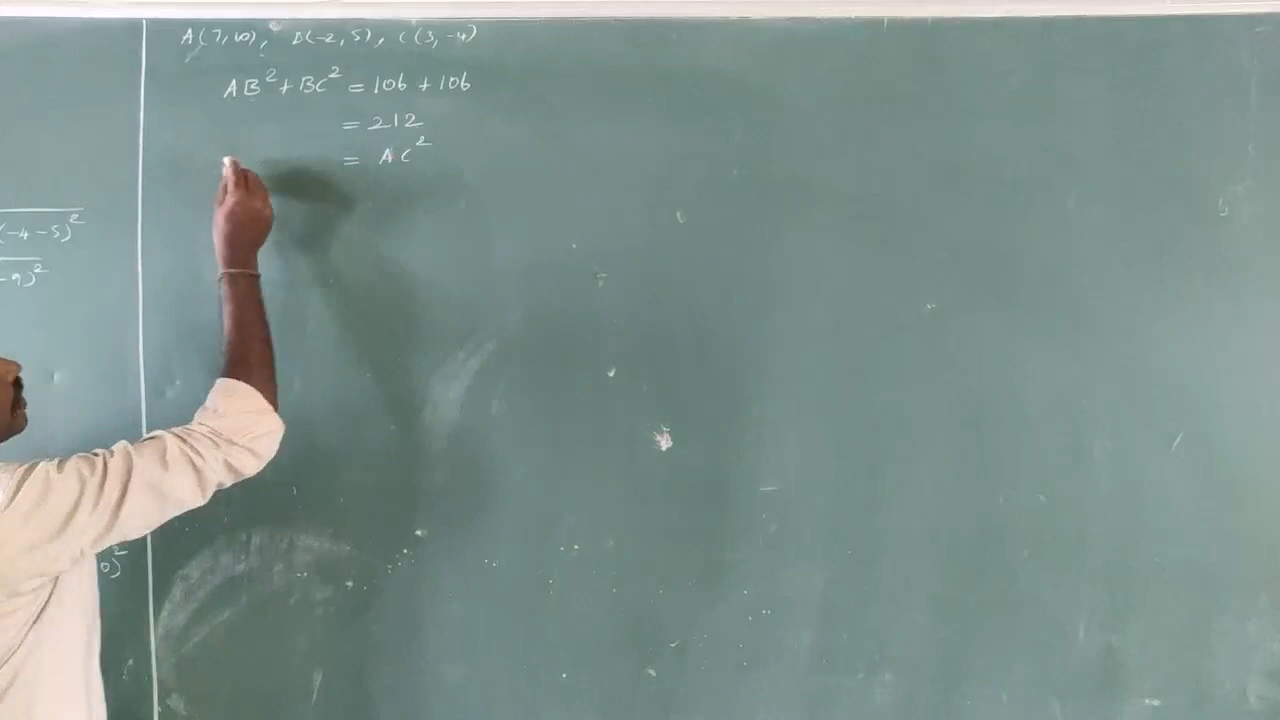 (-4-5)²
-9)²
0)²
A(7,10), B(-2,5), C(3,-4)
AB²+BC² = 106 + 106
= 212
= AC²